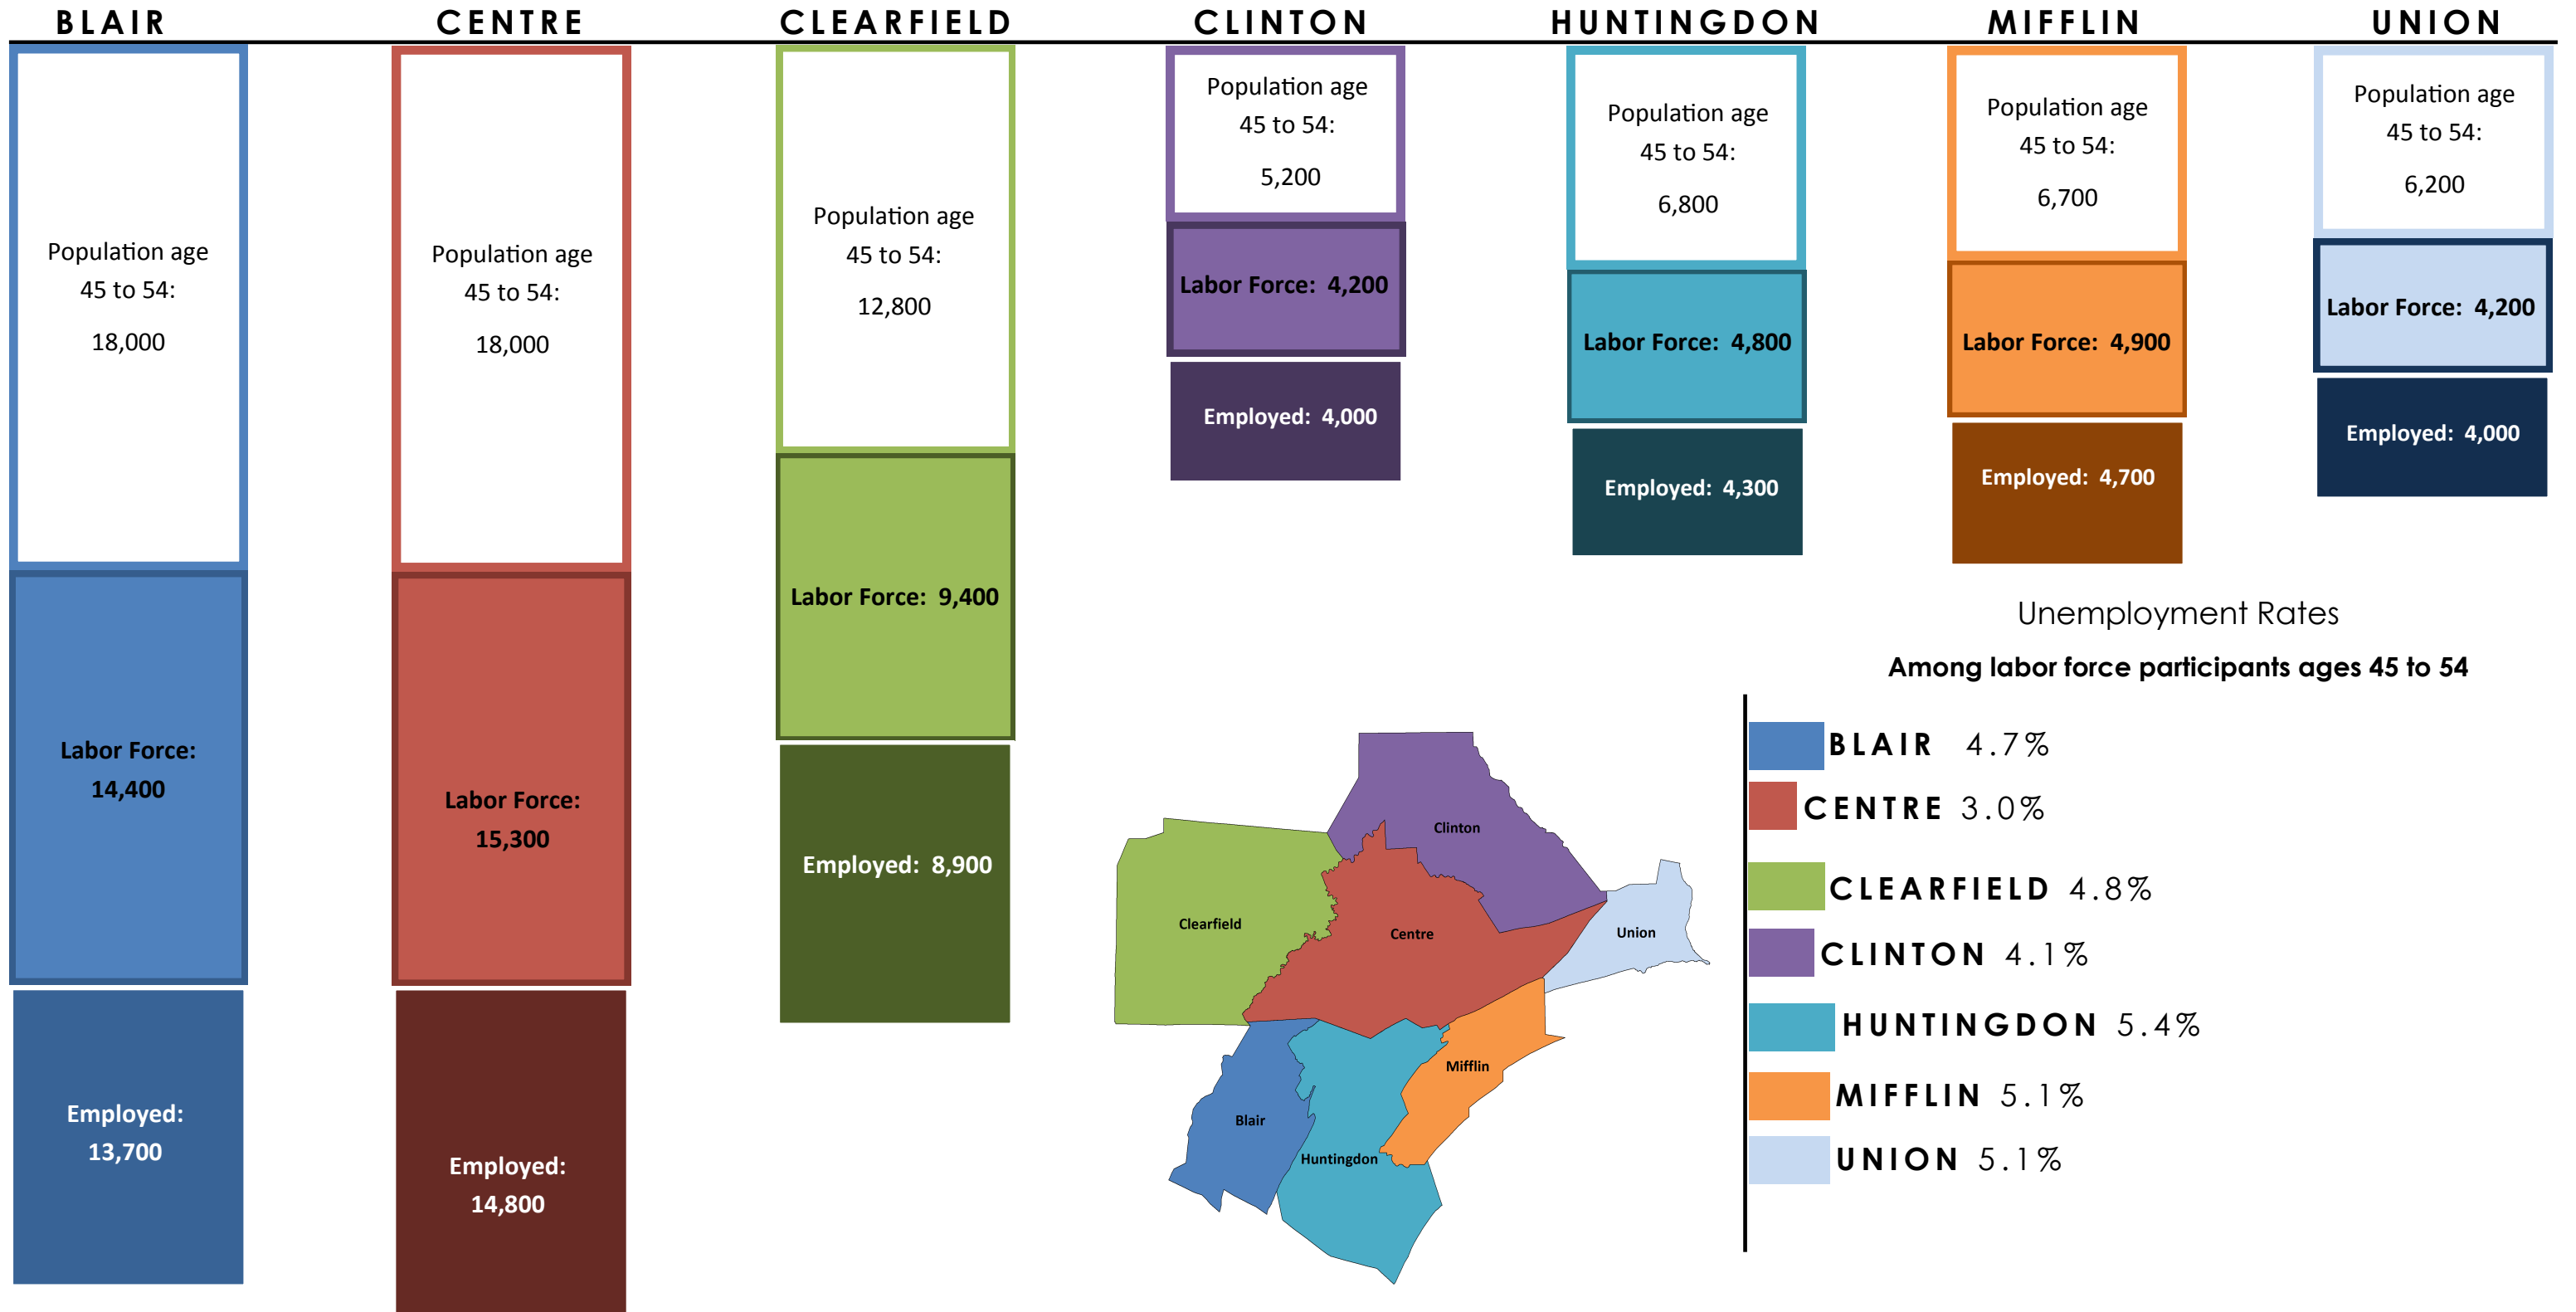 BLAIR
CENTRE
CLEARFIELD
CLINTON
HUNTINGDON
MIFFLIN
UNION
Population age
45 to 54:
18,000
Labor Force:
14,400
Employed:
13,700
Population age
45 to 54:
18,000
Labor Force:
15,300
Employed:
14,800
Population age
45 to 54:
12,800
Labor Force: 9,400
Employed: 8,900
Population age
45 to 54:
5,200
Labor Force: 4,200
Employed: 4,000
Population age
45 to 54:
6,800
Labor Force: 4,800
Employed: 4,300
Population age
45 to 54:
6,700
Labor Force: 4,900
Employed: 4,700
Population age
45 to 54:
6,200
Labor Force: 4,200
Employed: 4,000
Clinton
Clearfield
Centre
Union
Mifflin
Blair
Huntingdon
Unemployment Rates
Among labor force participants ages 45 to 54
BLAIR 4.7%
CENTRE 3.0%
CLEARFIELD 4.8%
CLINTON 4.1%
HUNTINGDON 5.4%
MIFFLIN 5.1%
UNION 5.1%